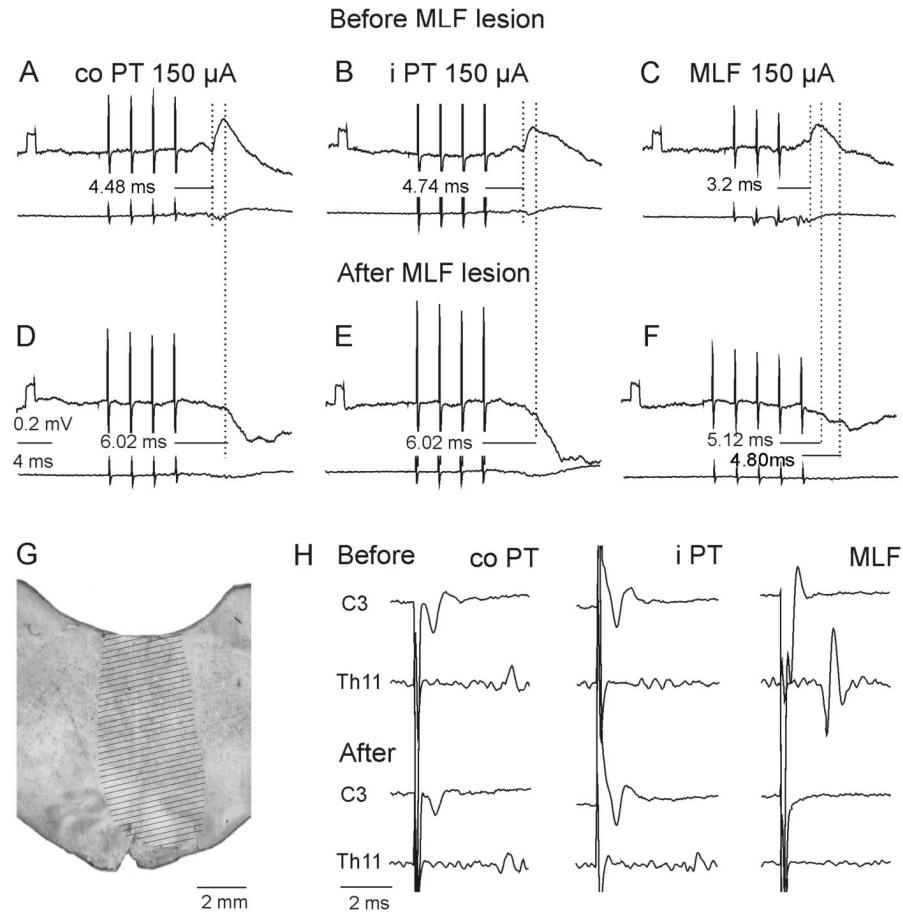 Before MLF lesion
A co PT 150 µA
B i PT 150 µA
C MLF 150 µA
4.48 ms
4.74 ms
3.2 ms
After MLF lesion
D
E
F
0.2 mV
4 ms
6.02 ms
6.02 ms
5.12 ms
4.80ms
G
2 mm
H Before co PT i PT MLF
C3
Th11
After
C3
Th11
2 ms